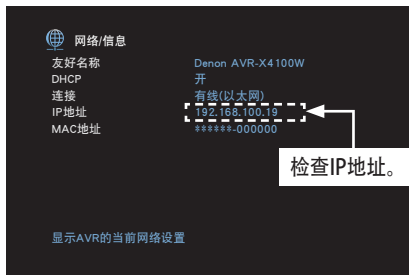 网络/信息
友好名称 Denon AVR-X4100W
DHCP 开
连接 有线(以太网)
IP地址 192.168.100.19
MAC地址 ******-000000
检查IP地址。
显示AVR的当前网络设置